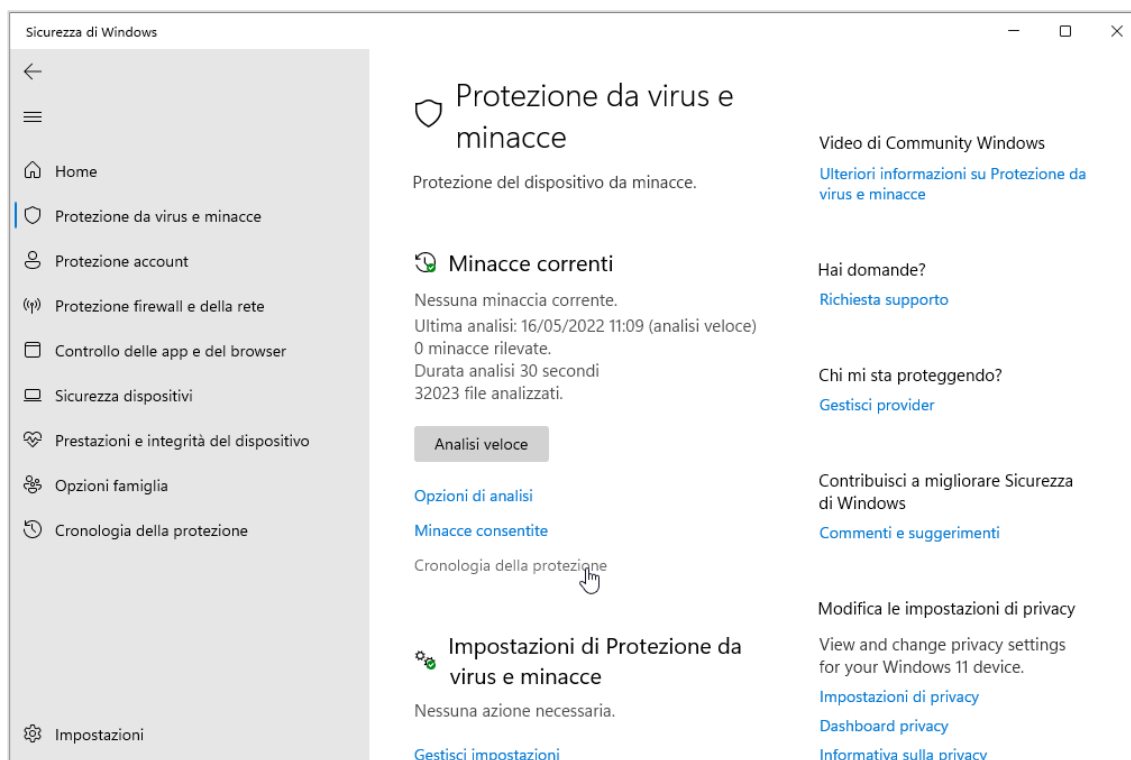 Sicurezza di Windows
Home
Protezione da virus e minacce
Protezione account
Protezione firewall e della rete
Controllo delle app e del browser
Sicurezza dispositivi
Prestazioni e integrità del dispositivo
Opzioni famiglia
Cronologia della protezione
Impostazioni
Protezione da virus e
minacce
Protezione del dispositivo da minacce.
Minacce correnti
Nessuna minaccia corrente.
Ultima analisi: 16/05/2022 11:09 (analisi veloce)
0 minacce rilevate.
Durata analisi 30 secondi
32023 file analizzati.
Analisi veloce
Opzioni di analisi
Minacce consentite
Cronologia della protezione
Impostazioni di Protezione da
virus e minacce
Nessuna azione necessaria.
Gestisci impostazioni
Video di Community Windows
Ulteriori informazioni su Protezione da
virus e minacce
Hai domande?
Richiesta supporto
Chi mi sta proteggendo?
Gestisci provider
Contribuisci a migliorare Sicurezza
di Windows
Commenti e suggerimenti
Modifica le impostazioni di privacy
View and change privacy settings
for your Windows 11 device.
Impostazioni di privacy
Dashboard privacy
Informativa sulla privacy